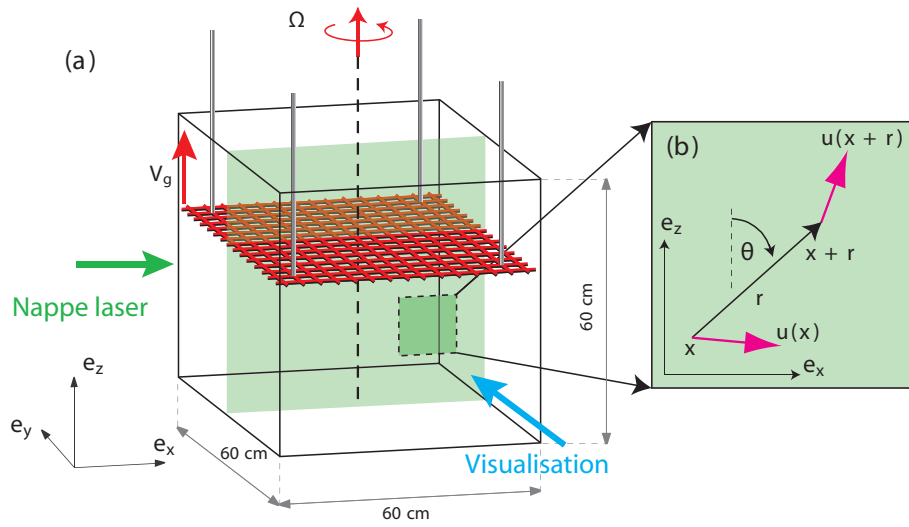 (a)
Ω
V_g
Nappe laser
e_z
e_y
e_x
60 cm
60 cm
60 cm
Visualisation
(b)
u(x + r)
e_z
θ
x + r
r
u(x)
x
e_x